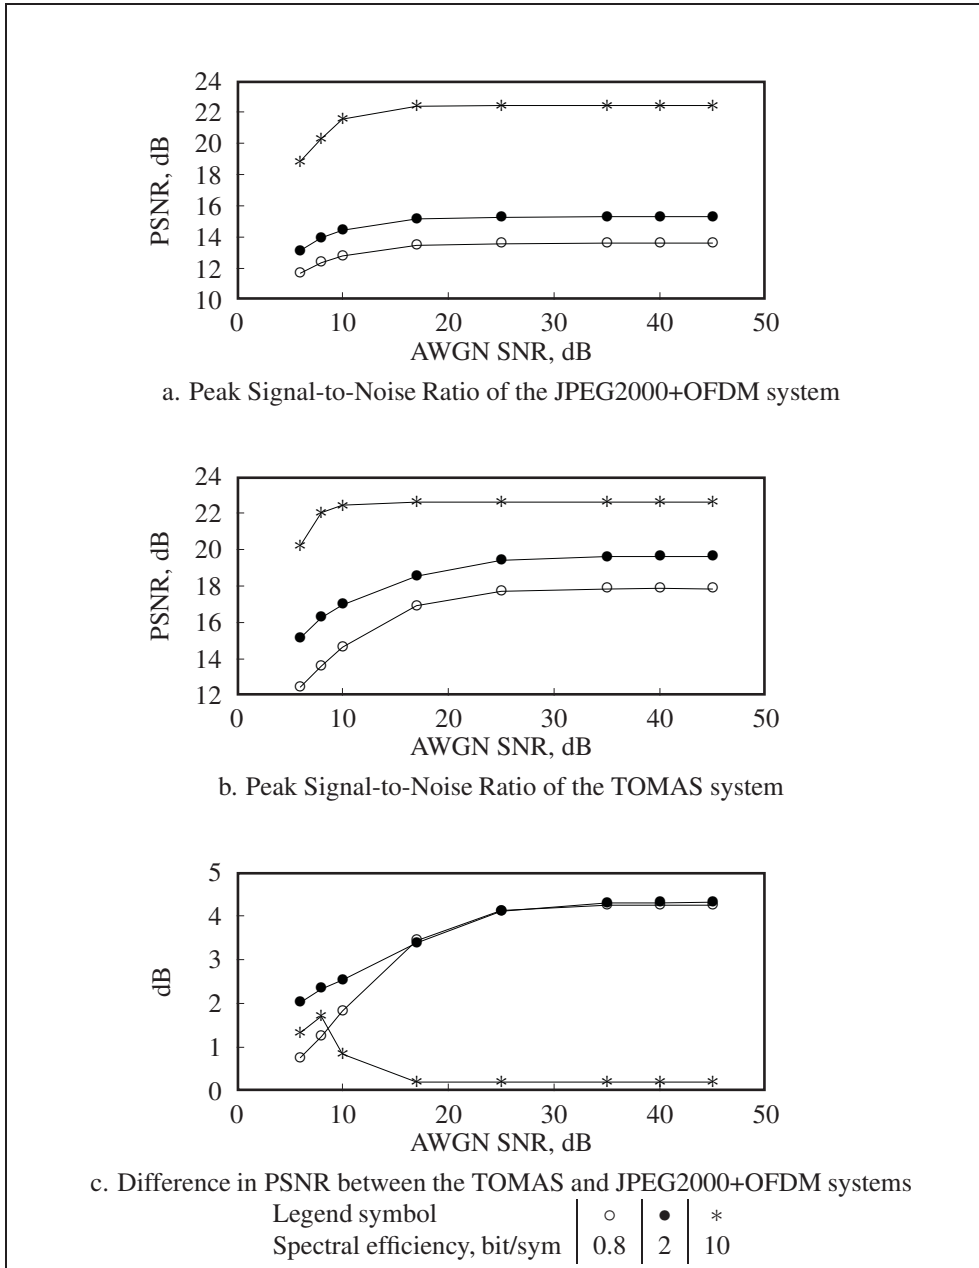 24
22
20
18
16
14
12
10
PSNR, dB
0 10 20 30 40 50
AWGN SNR, dB
a. Peak Signal-to-Noise Ratio of the JPEG2000+OFDM system
24
22
20
18
16
14
12
PSNR, dB
0 10 20 30 40 50
AWGN SNR, dB
b. Peak Signal-to-Noise Ratio of the TOMAS system
5
4
3
2
1
0
dB
0 10 20 30 40 50
AWGN SNR, dB
c. Difference in PSNR between the TOMAS and JPEG2000+OFDM systems
Legend symbol ○ ● *
Spectral efficiency, bit/sym 0.8 2 10